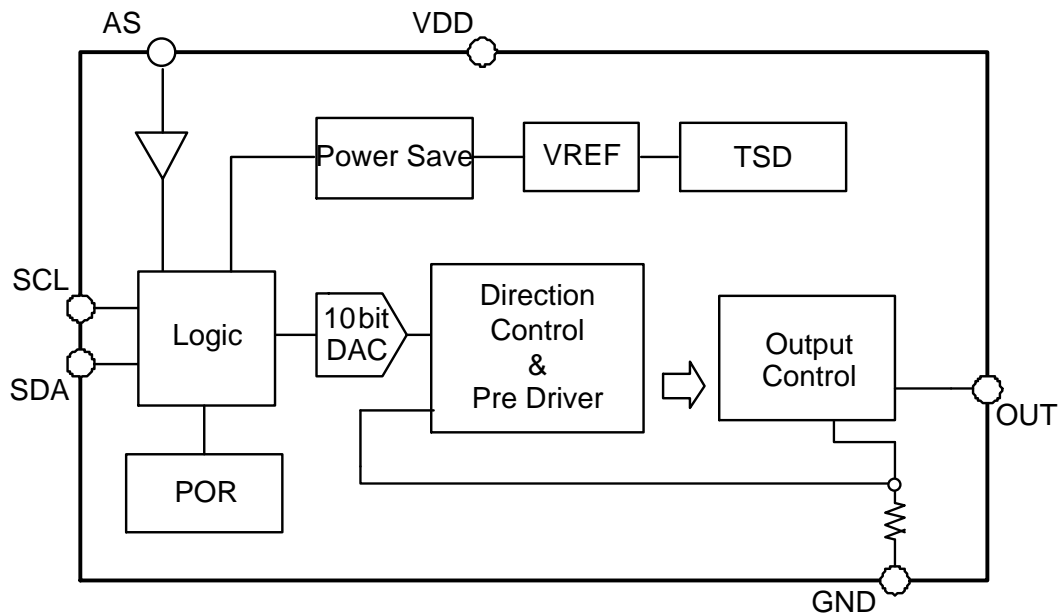 AS
VDD
Power Save
VREF
TSD
SCL
SDA
Logic
10bit
DAC
Direction
Control
&
Pre Driver
Output
Control
OUT
POR
GND